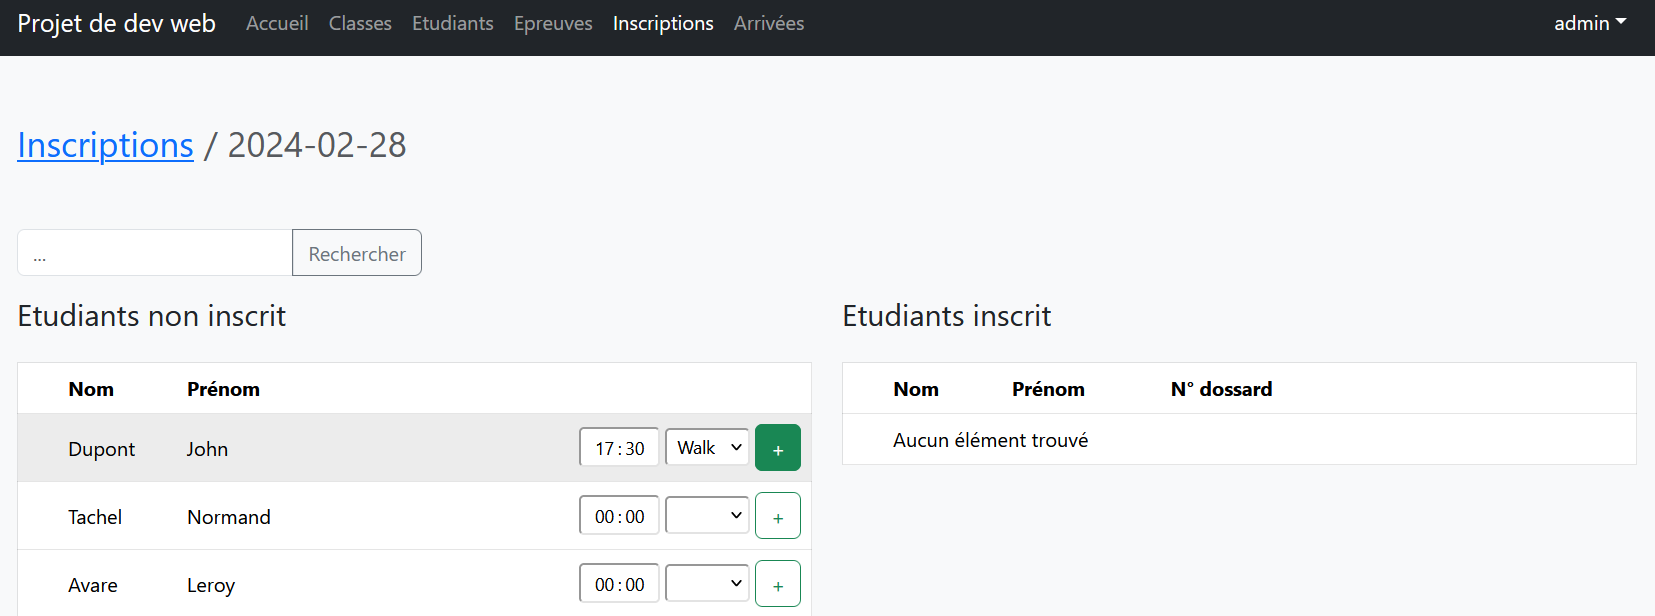 Projet de dev web Accueil Classes Etudiants Epreuves Inscriptions Arrivées admin
Inscriptions / 2024-02-28
... Rechercher
Etudiants non inscrit
Nom Prénom
Dupont John 17:30 Walk +
Tachel Normand 00:00 +
Avare Leroy 00:00 +
Etudiants inscrit
Nom Prénom N° dossard
Aucun élément trouvé